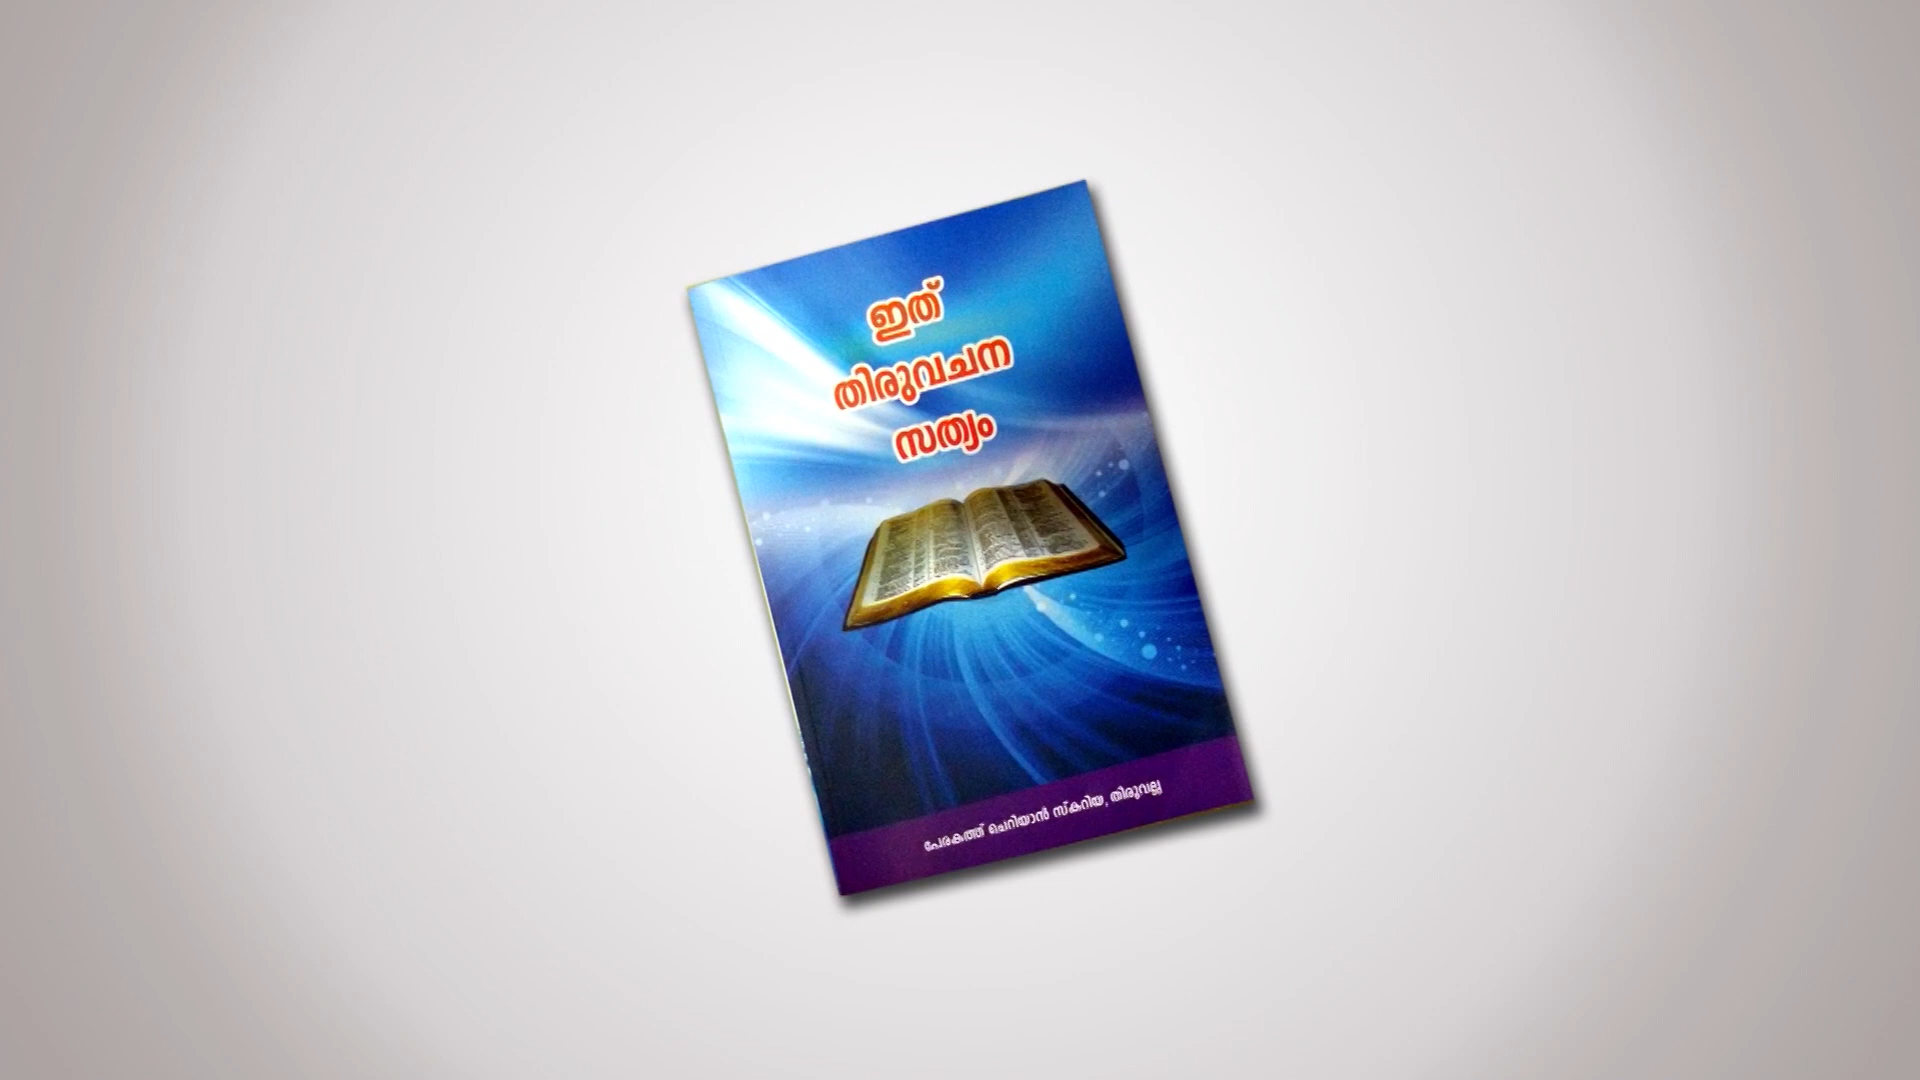 ഇത്
തിരുവചന
സത്യം
പേരകത്ത് ചെറിയാൻ സ്കറിയ, തിരുവല്ല